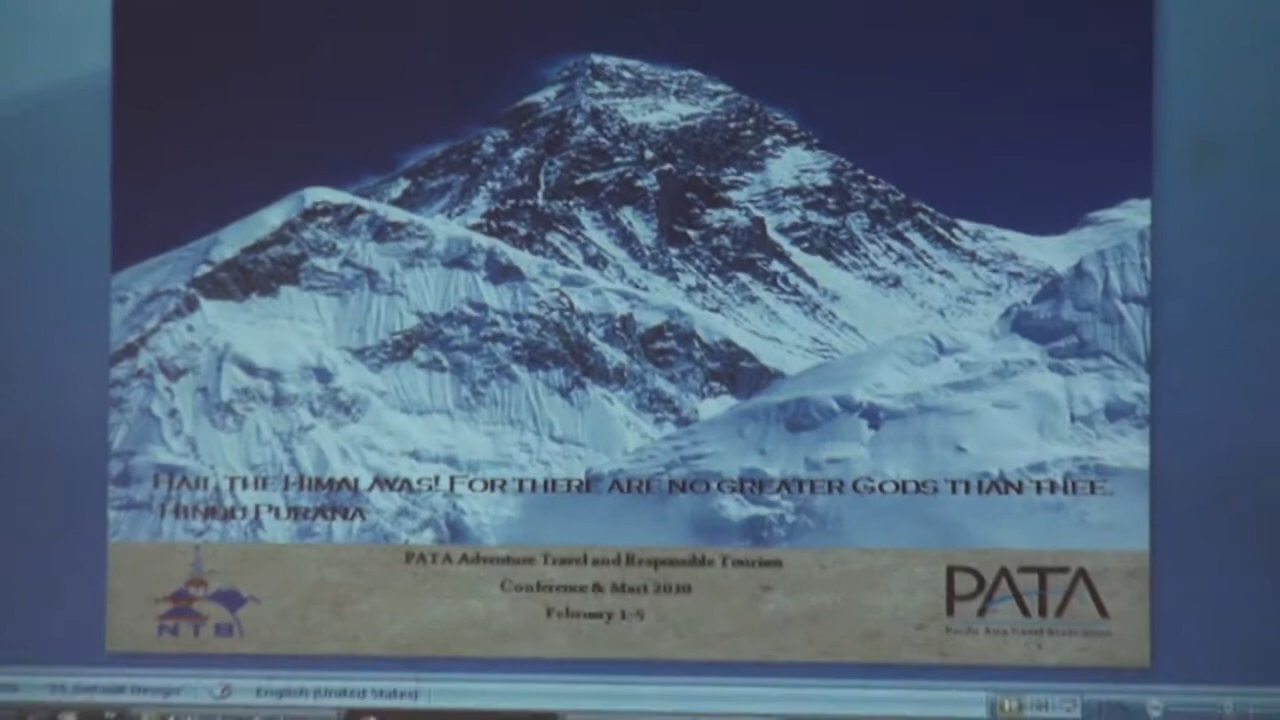 HAIL THE HIMALAYAS! FOR THERE ARE NO GREATER GODS THAN THEE.
HINDU PURANA
PATA Adventure Travel and Responsible Tourism
Conference & Mart 2010
February 1-5
NTB
PATA
Pacific Asia Travel Association
English (United States)